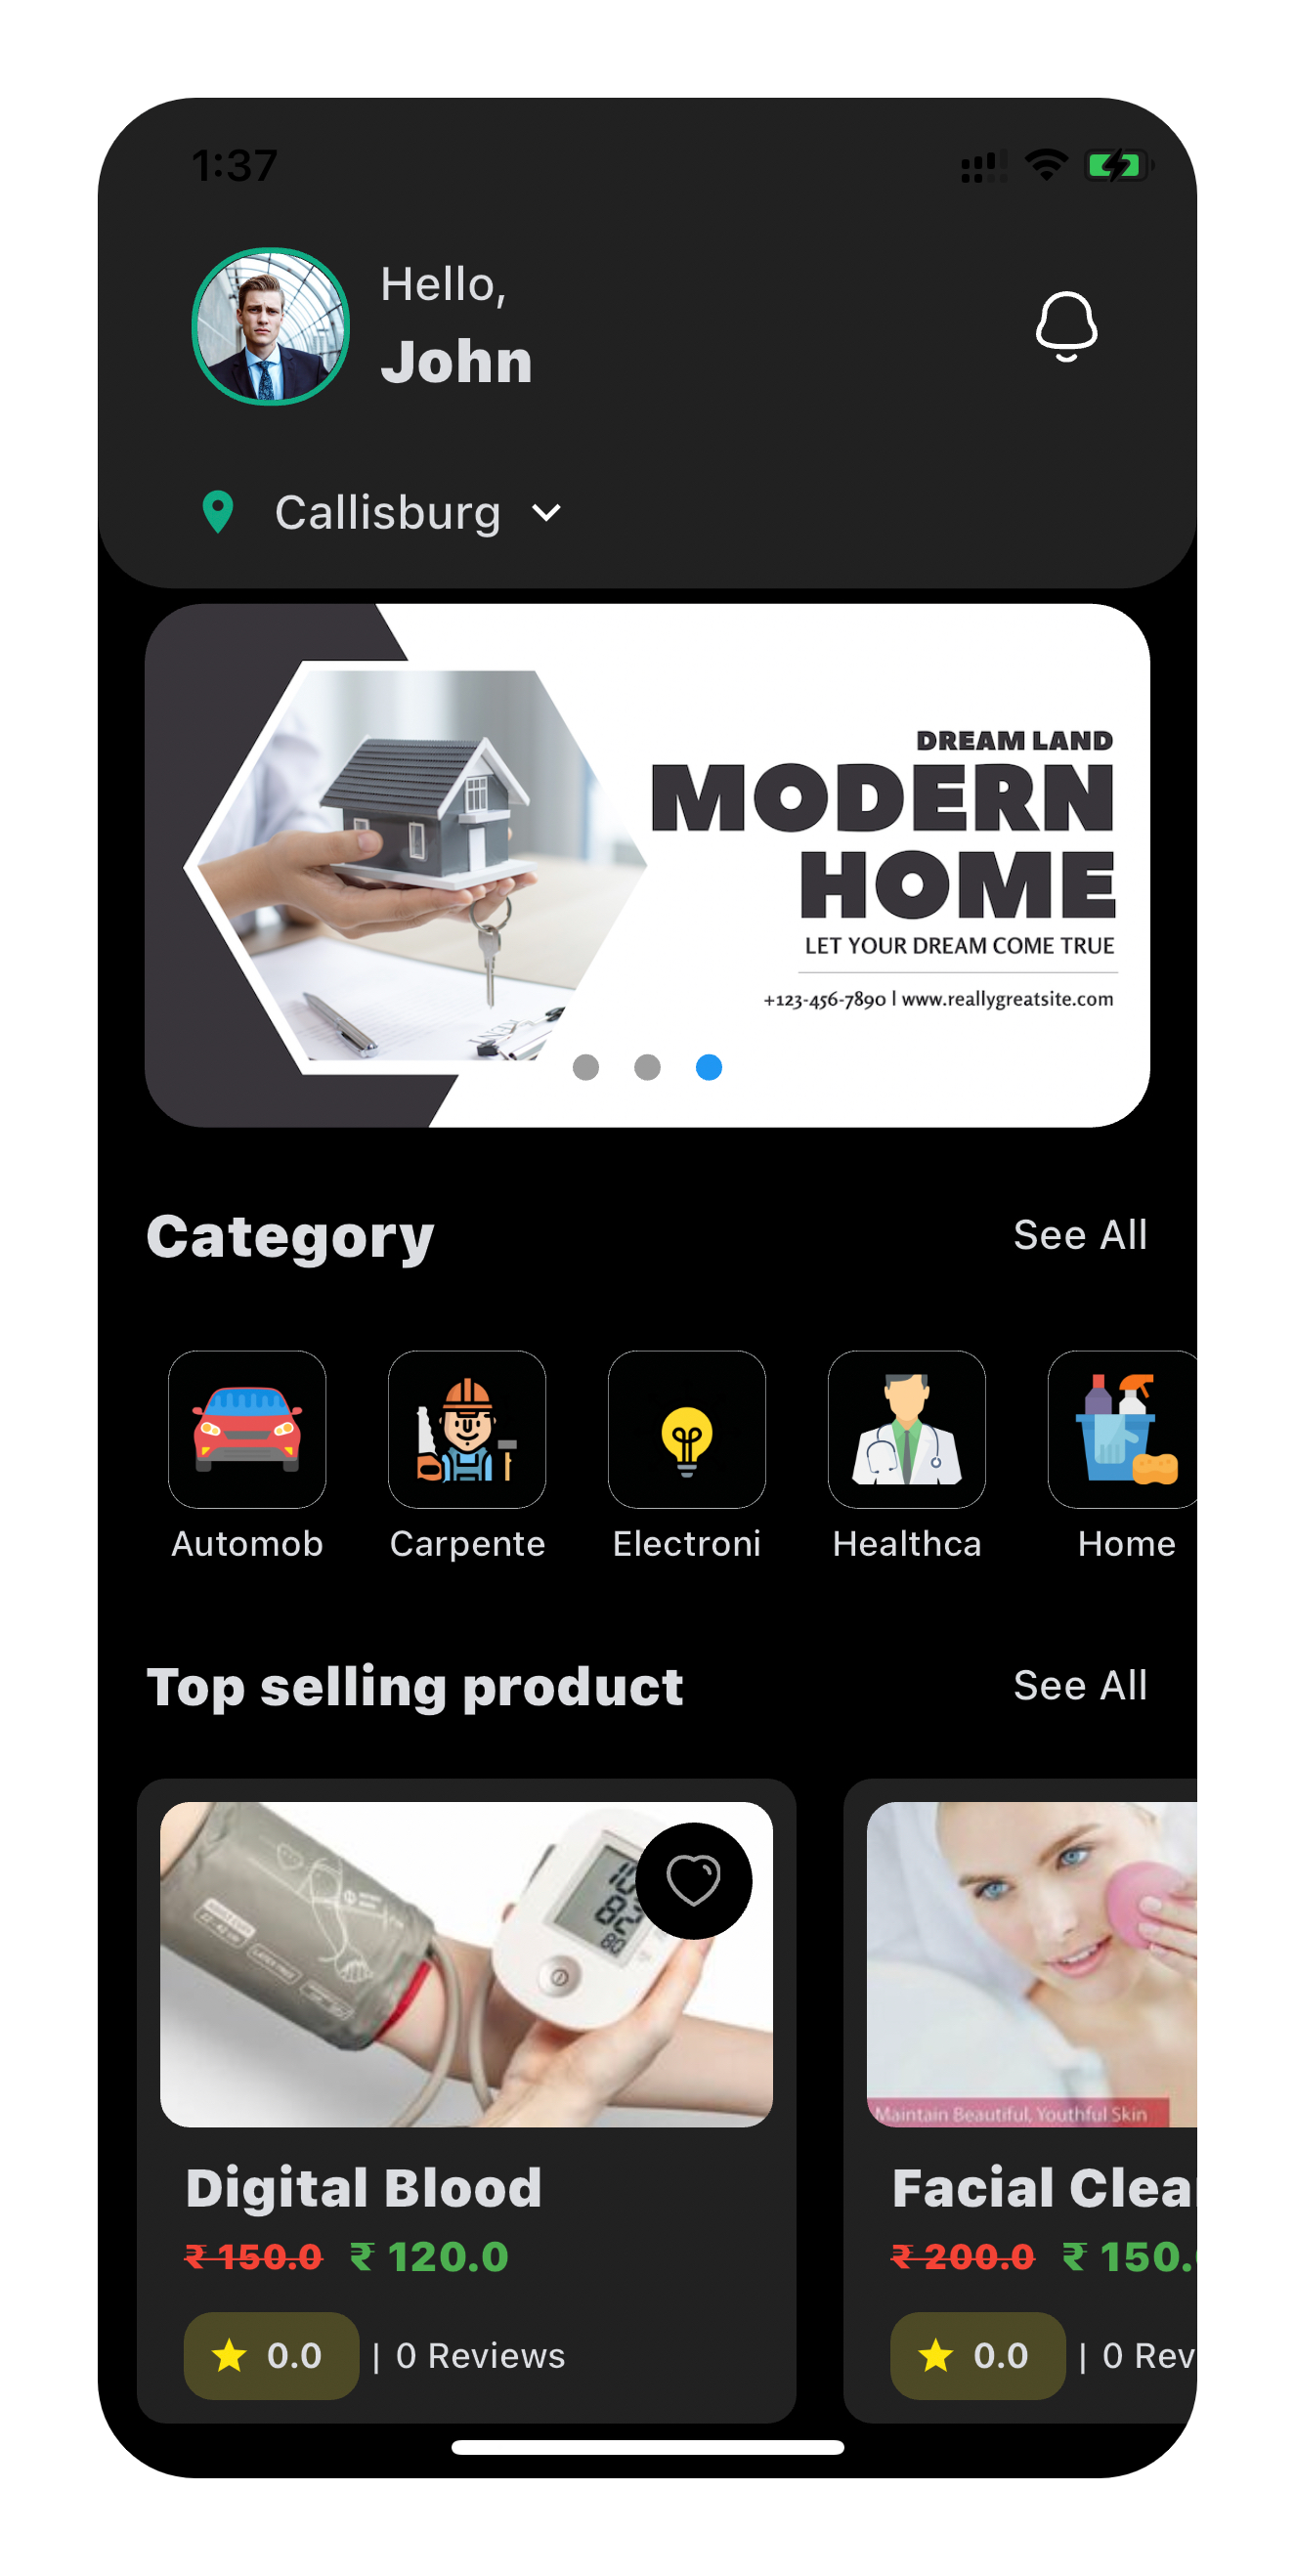 1:37
Hello,
John
Callisburg
DREAM LAND
MODERN
HOME
LET YOUR DREAM COME TRUE
+123-456-7890 | www.reallygreatsite.com
Category
See All
Automob
Carpente
Electroni
Healthca
Home
Top selling product
See All
Maintain Beautiful, Youthful Skin
Digital Blood
Facial Clea
₹ 150.0 ₹ 120.0
₹ 200.0 ₹ 150.
0.0 | 0 Reviews
0.0 | 0 Rev